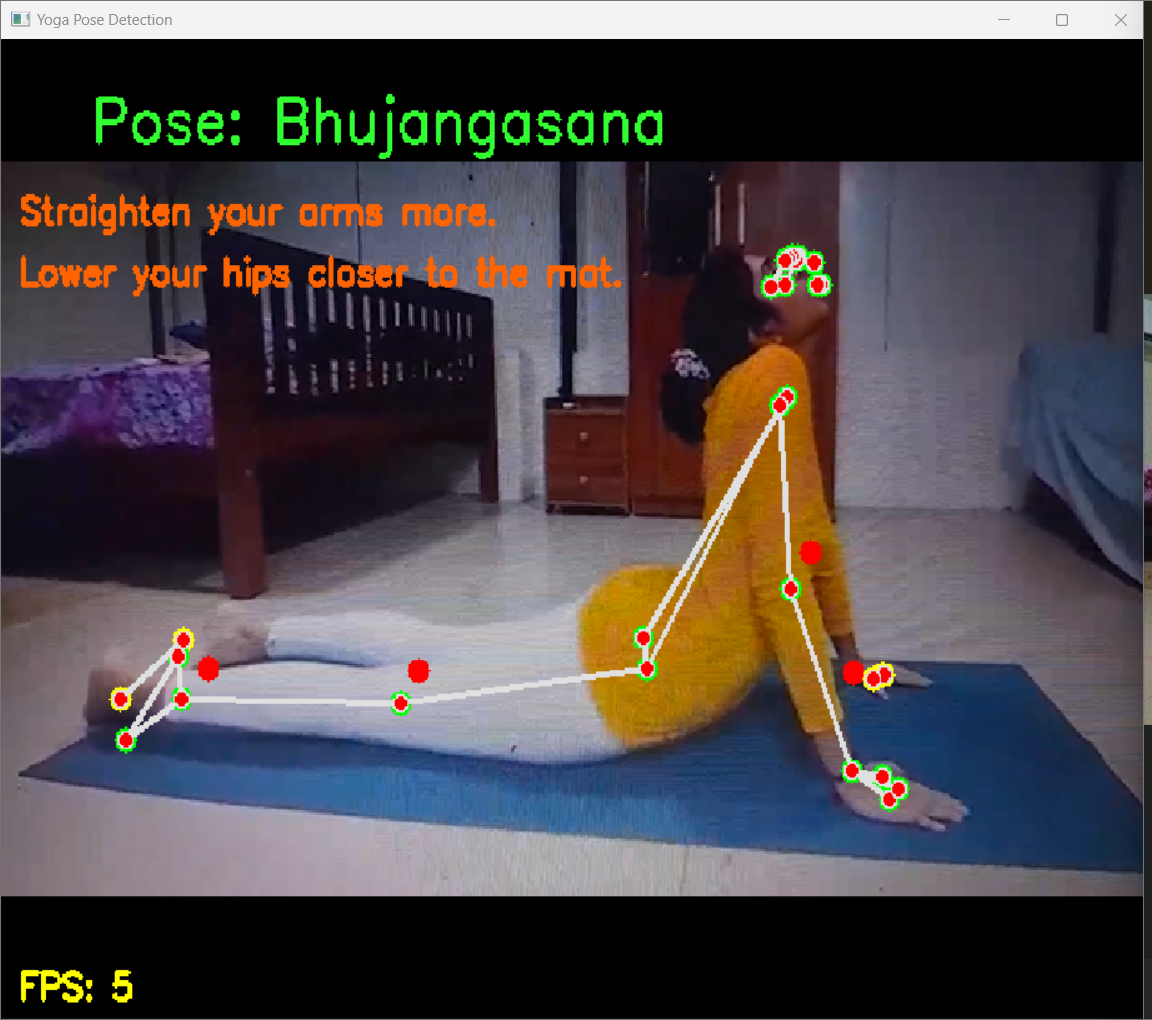 Yoga Pose Detection
Pose: Bhujangasana
Straighten your arms more.
Lower your hips closer to the mat.
FPS: 5